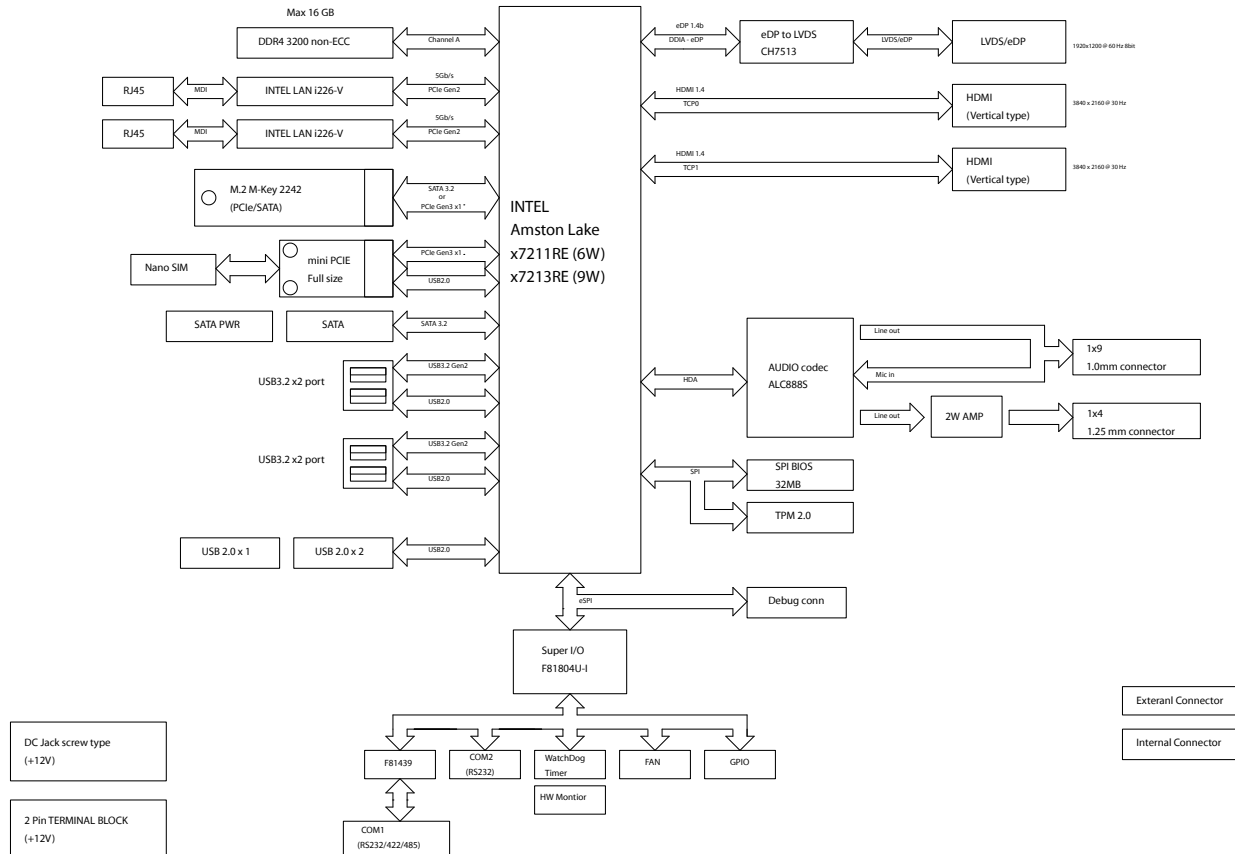 Max 16 GB
DDR4 3200 non-ECC
Channel A
RJ45
MDI
INTEL LAN i226-V
5Gb/s
PCIe Gen2
RJ45
MDI
INTEL LAN i226-V
5Gb/s
PCIe Gen2
M.2 M-Key 2242
(PCIe/SATA)
SATA 3.2
or
PCIe Gen3 x1*
Nano SIM
mini PCIE
Full size
PCIe Gen3 x1
USB2.0
SATA PWR
SATA
SATA 3.2
USB3.2 x2 port
USB3.2 Gen2
USB2.0
USB3.2 x2 port
USB3.2 Gen2
USB2.0
USB 2.0 x 1
USB 2.0 x 2
USB2.0
INTEL
Amston Lake
x7211RE (6W)
x7213RE (9W)
eDP 1.4b
DDIA - eDP
eDP to LVDS
CH7513
LVDS/eDP
LVDS/eDP
1920x1200 @ 60 Hz 8bit
HDMI 1.4
TCP0
HDMI
(Vertical type)
3840 x 2160 @ 30 Hz
HDMI 1.4
TCP1
HDMI
(Vertical type)
3840 x 2160 @ 30 Hz
HDA
AUDIO codec
ALC888S
Line out
Mic in
1x9
1.0mm connector
Line out
2W AMP
1x4
1.25 mm connector
SPI
SPI BIOS
32MB
TPM 2.0
eSPI
Debug conn
Super I/O
F81804U-I
F81439
COM2
(RS232)
WatchDog
Timer
FAN
GPIO
HW Montior
COM1
(RS232/422/485)
DC Jack screw type
(+12V)
2 Pin TERMINAL BLOCK
(+12V)
Exteranl Connector
Internal Connector